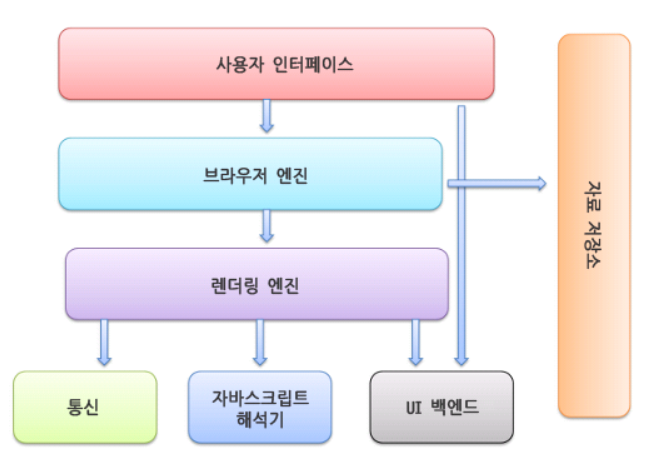 사용자 인터페이스
브라우저 엔진
자료 저장소
렌더링 엔진
통신
자바스크립트
해석기
UI 백엔드